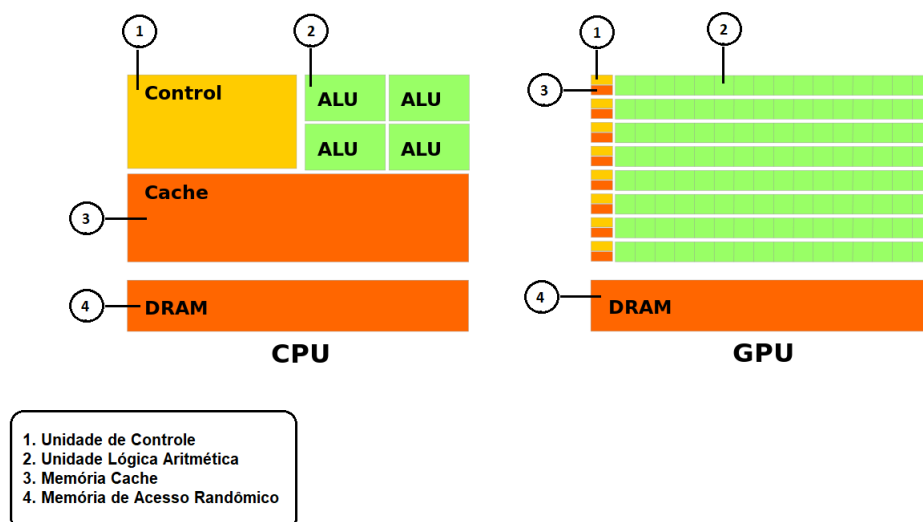 1
2
1
2
Control
ALU
ALU
3
ALU
ALU
Cache
3
4
DRAM
4
DRAM
CPU
GPU
1. Unidade de Controle
2. Unidade Lógica Aritmética
3. Memória Cache
4. Memória de Acesso Randômico